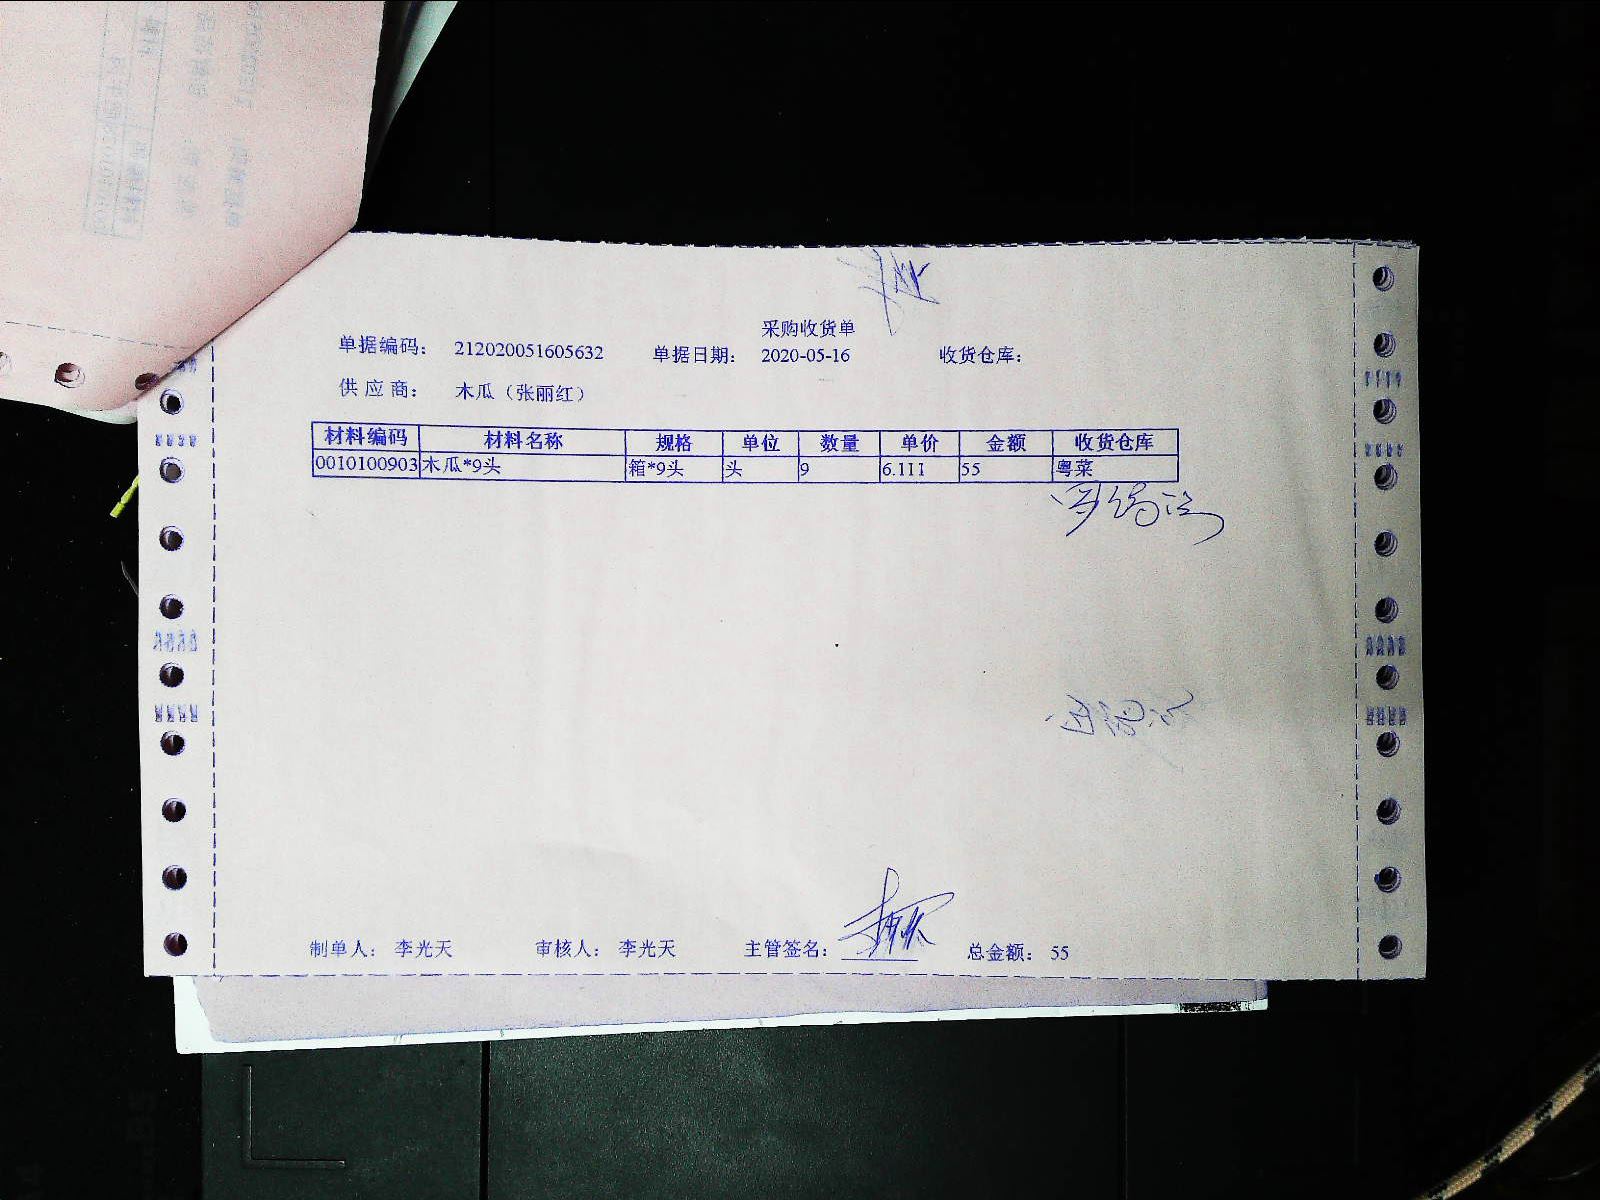 采购收货单
单据编码： 212020051605632 单据日期： 2020-05-16 收货仓库：
供应商： 木瓜（张丽红）
材料编码 材料名称 规格 单位 数量 单价 金额 收货仓库
0010100903 木瓜*9头 箱*9头 头 9 6.111 55 粤菜
制单人： 李光天 审核人： 李光天 主管签名： 总金额： 55